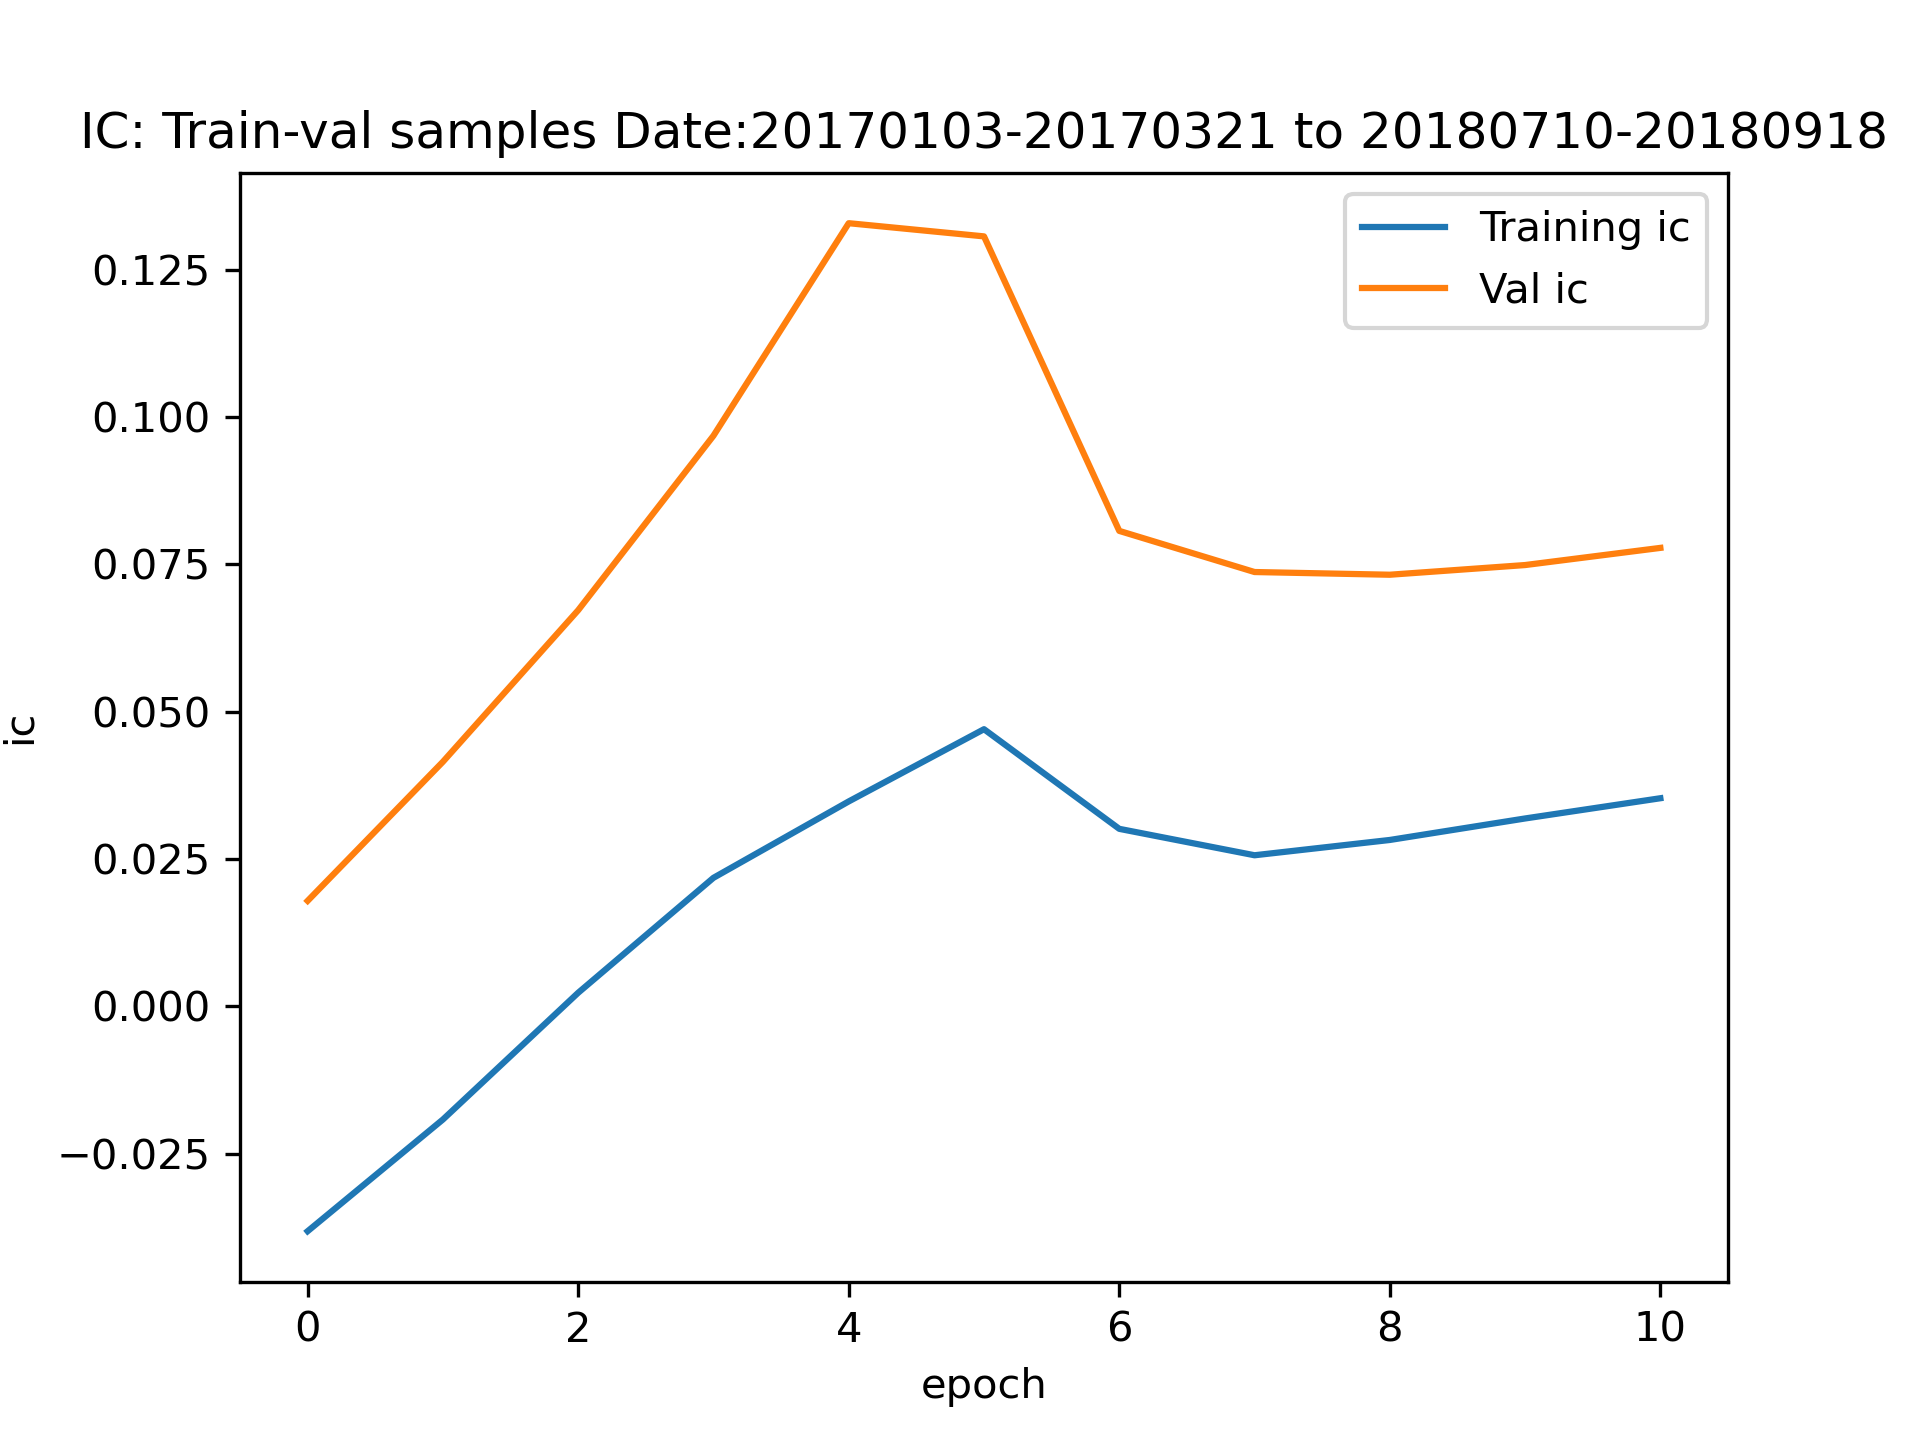 IC: Train-val samples Date:20170103-20170321 to 20180710-20180918
Training ic
Val ic
0.125
0.100
0.075
0.050
0.025
0.000
−0.025
ic
0 2 4 6 8 10
epoch